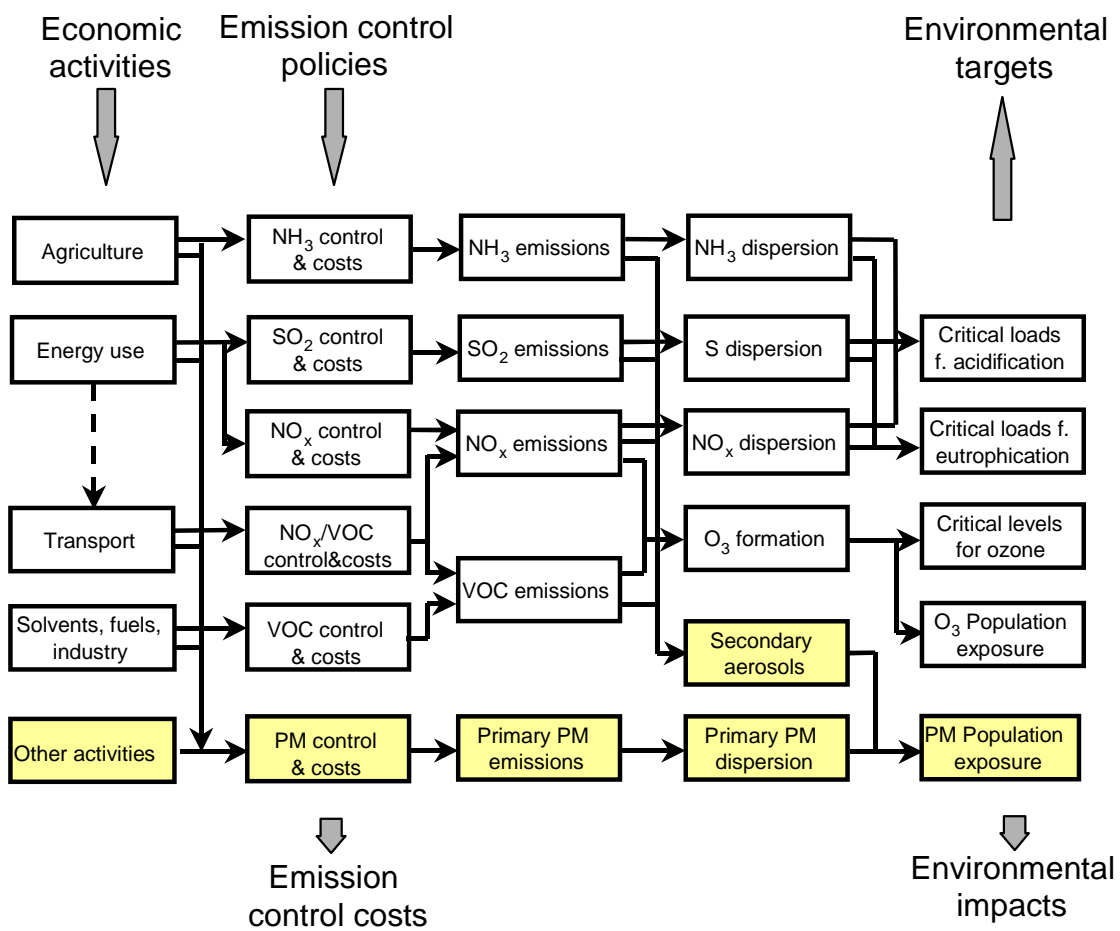 Economic
activities
Emission control
policies
Environmental
targets
Agriculture
NH₃ control
& costs
NH₃ emissions
NH₃ dispersion
Energy use
SO₂ control
& costs
SO₂ emissions
S dispersion
Critical loads
f. acidification
NOₓ control
& costs
NOₓ emissions
NOₓ dispersion
Critical loads f.
eutrophication
Transport
NOₓ/VOC
control&costs
O₃ formation
Critical levels
for ozone
VOC emissions
Solvents, fuels,
industry
VOC control
& costs
Secondary
aerosols
O₃ Population
exposure
Other activities
PM control
& costs
Primary PM
emissions
Primary PM
dispersion
PM Population
exposure
Emission
control costs
Environmental
impacts